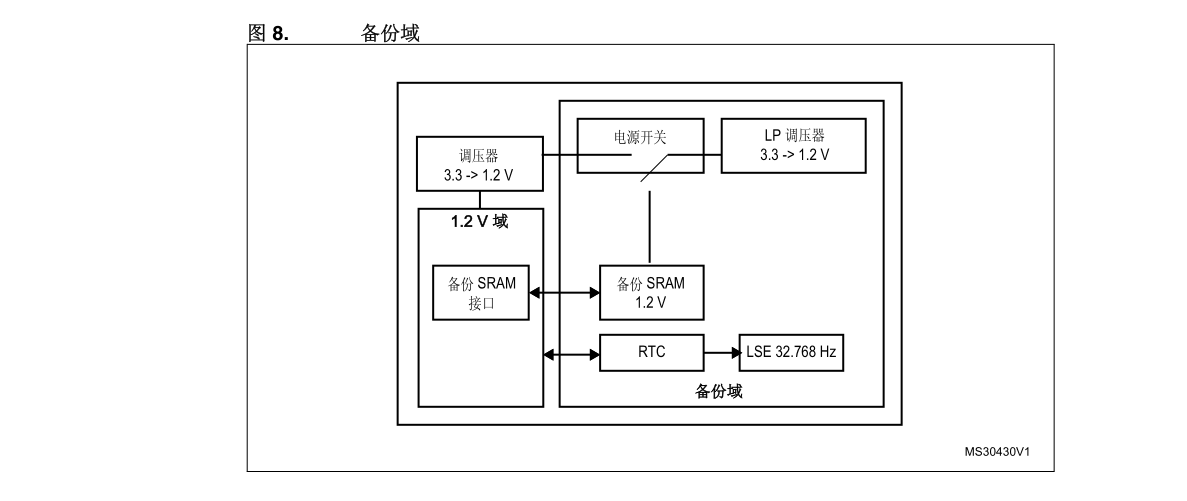 图 8. 备份域
电源开关
LP 调压器
3.3 -> 1.2 V
调压器
3.3 -> 1.2 V
1.2 V 域
备份 SRAM
接口
备份 SRAM
1.2 V
RTC
LSE 32.768 Hz
备份域
MS30430V1